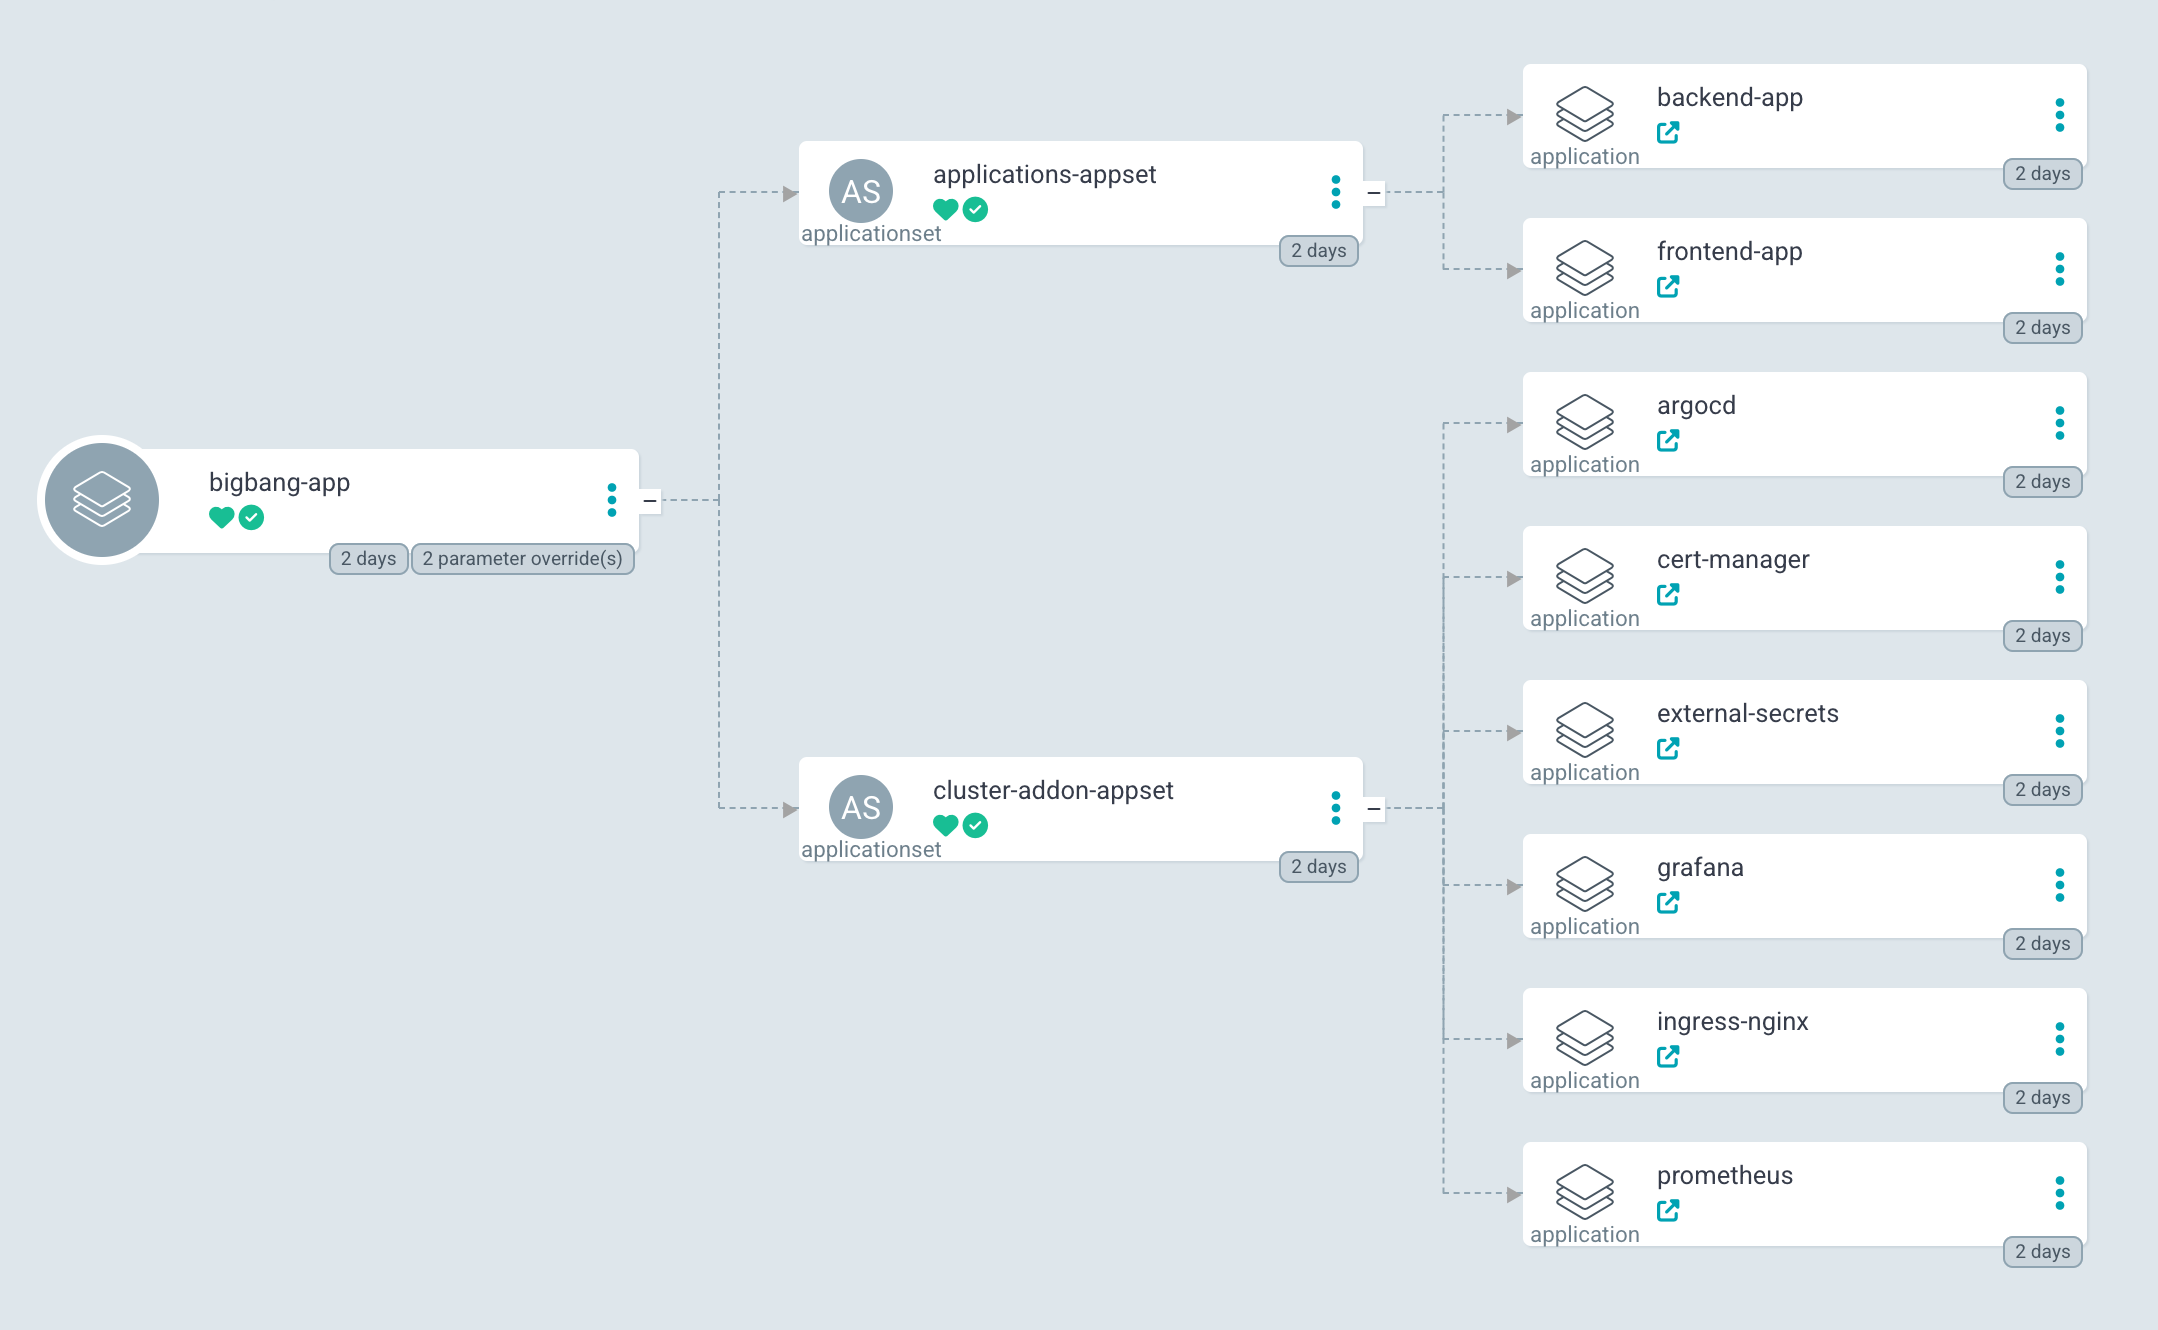 bigbang-app
2 days
2 parameter override(s)
AS
applications-appset
applicationset
2 days
AS
cluster-addon-appset
applicationset
2 days
backend-app
application
2 days
frontend-app
application
2 days
argocd
application
2 days
cert-manager
application
2 days
external-secrets
application
2 days
grafana
application
2 days
ingress-nginx
application
2 days
prometheus
application
2 days